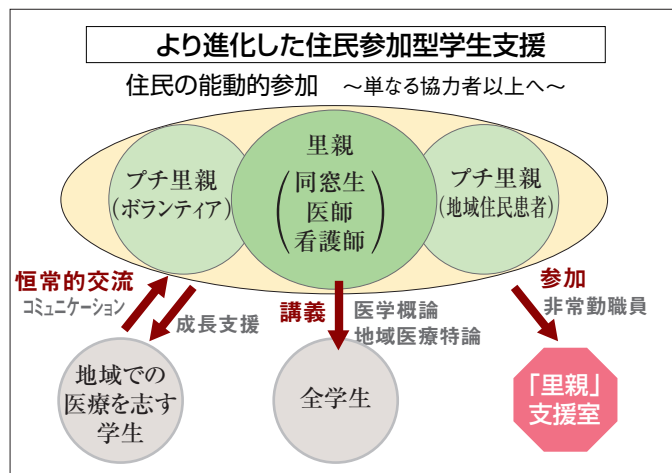 より進化した住民参加型学生支援
住民の能動的参加 ～単なる協力者以上へ～
プチ里親
(ボランティア)
里親
(同窓生
医師
看護師)
プチ里親
(地域住民患者)
恒常的交流
コミュニケーション
成長支援
講義
医学概論
地域医療特論
参加
非常勤職員
地域での
医療を志す
学生
全学生
「里親」
支援室